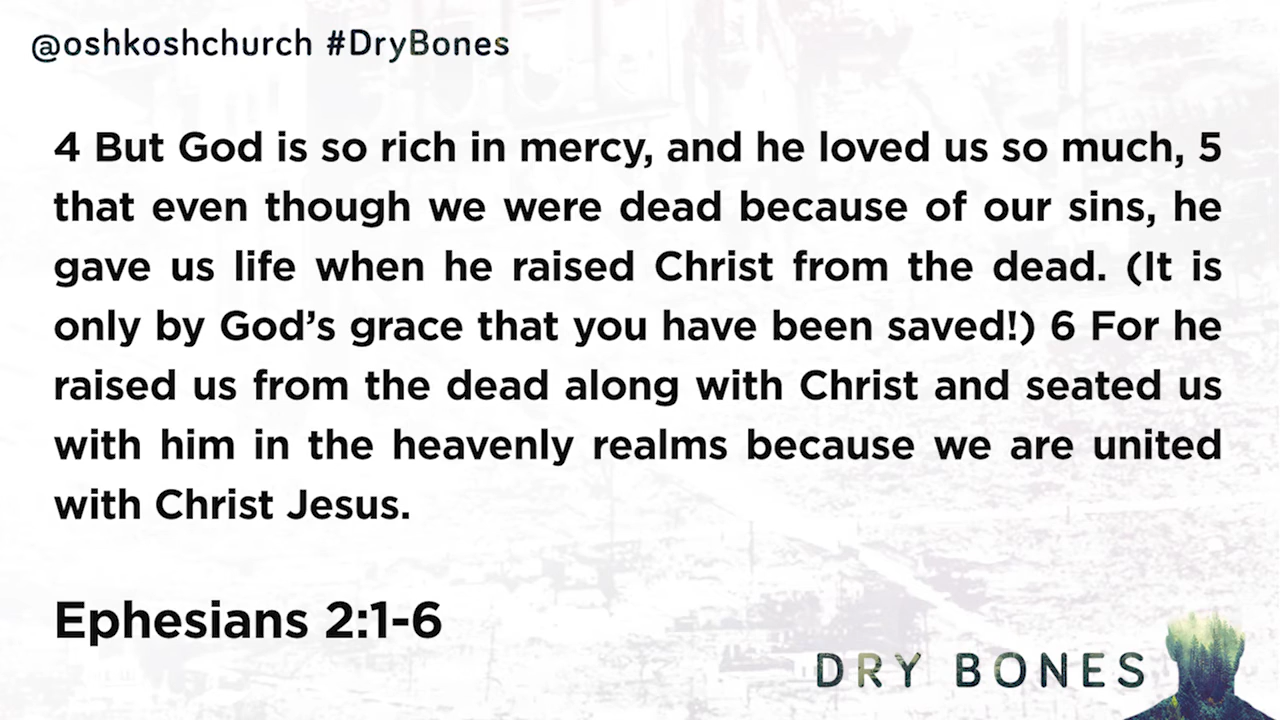 @oshkoshchurch #DryBones
4 But God is so rich in mercy, and he loved us so much, 5
that even though we were dead because of our sins, he
gave us life when he raised Christ from the dead. (It is
only by God’s grace that you have been saved!) 6 For he
raised us from the dead along with Christ and seated us
with him in the heavenly realms because we are united
with Christ Jesus.
Ephesians 2:1-6
DRY BONES